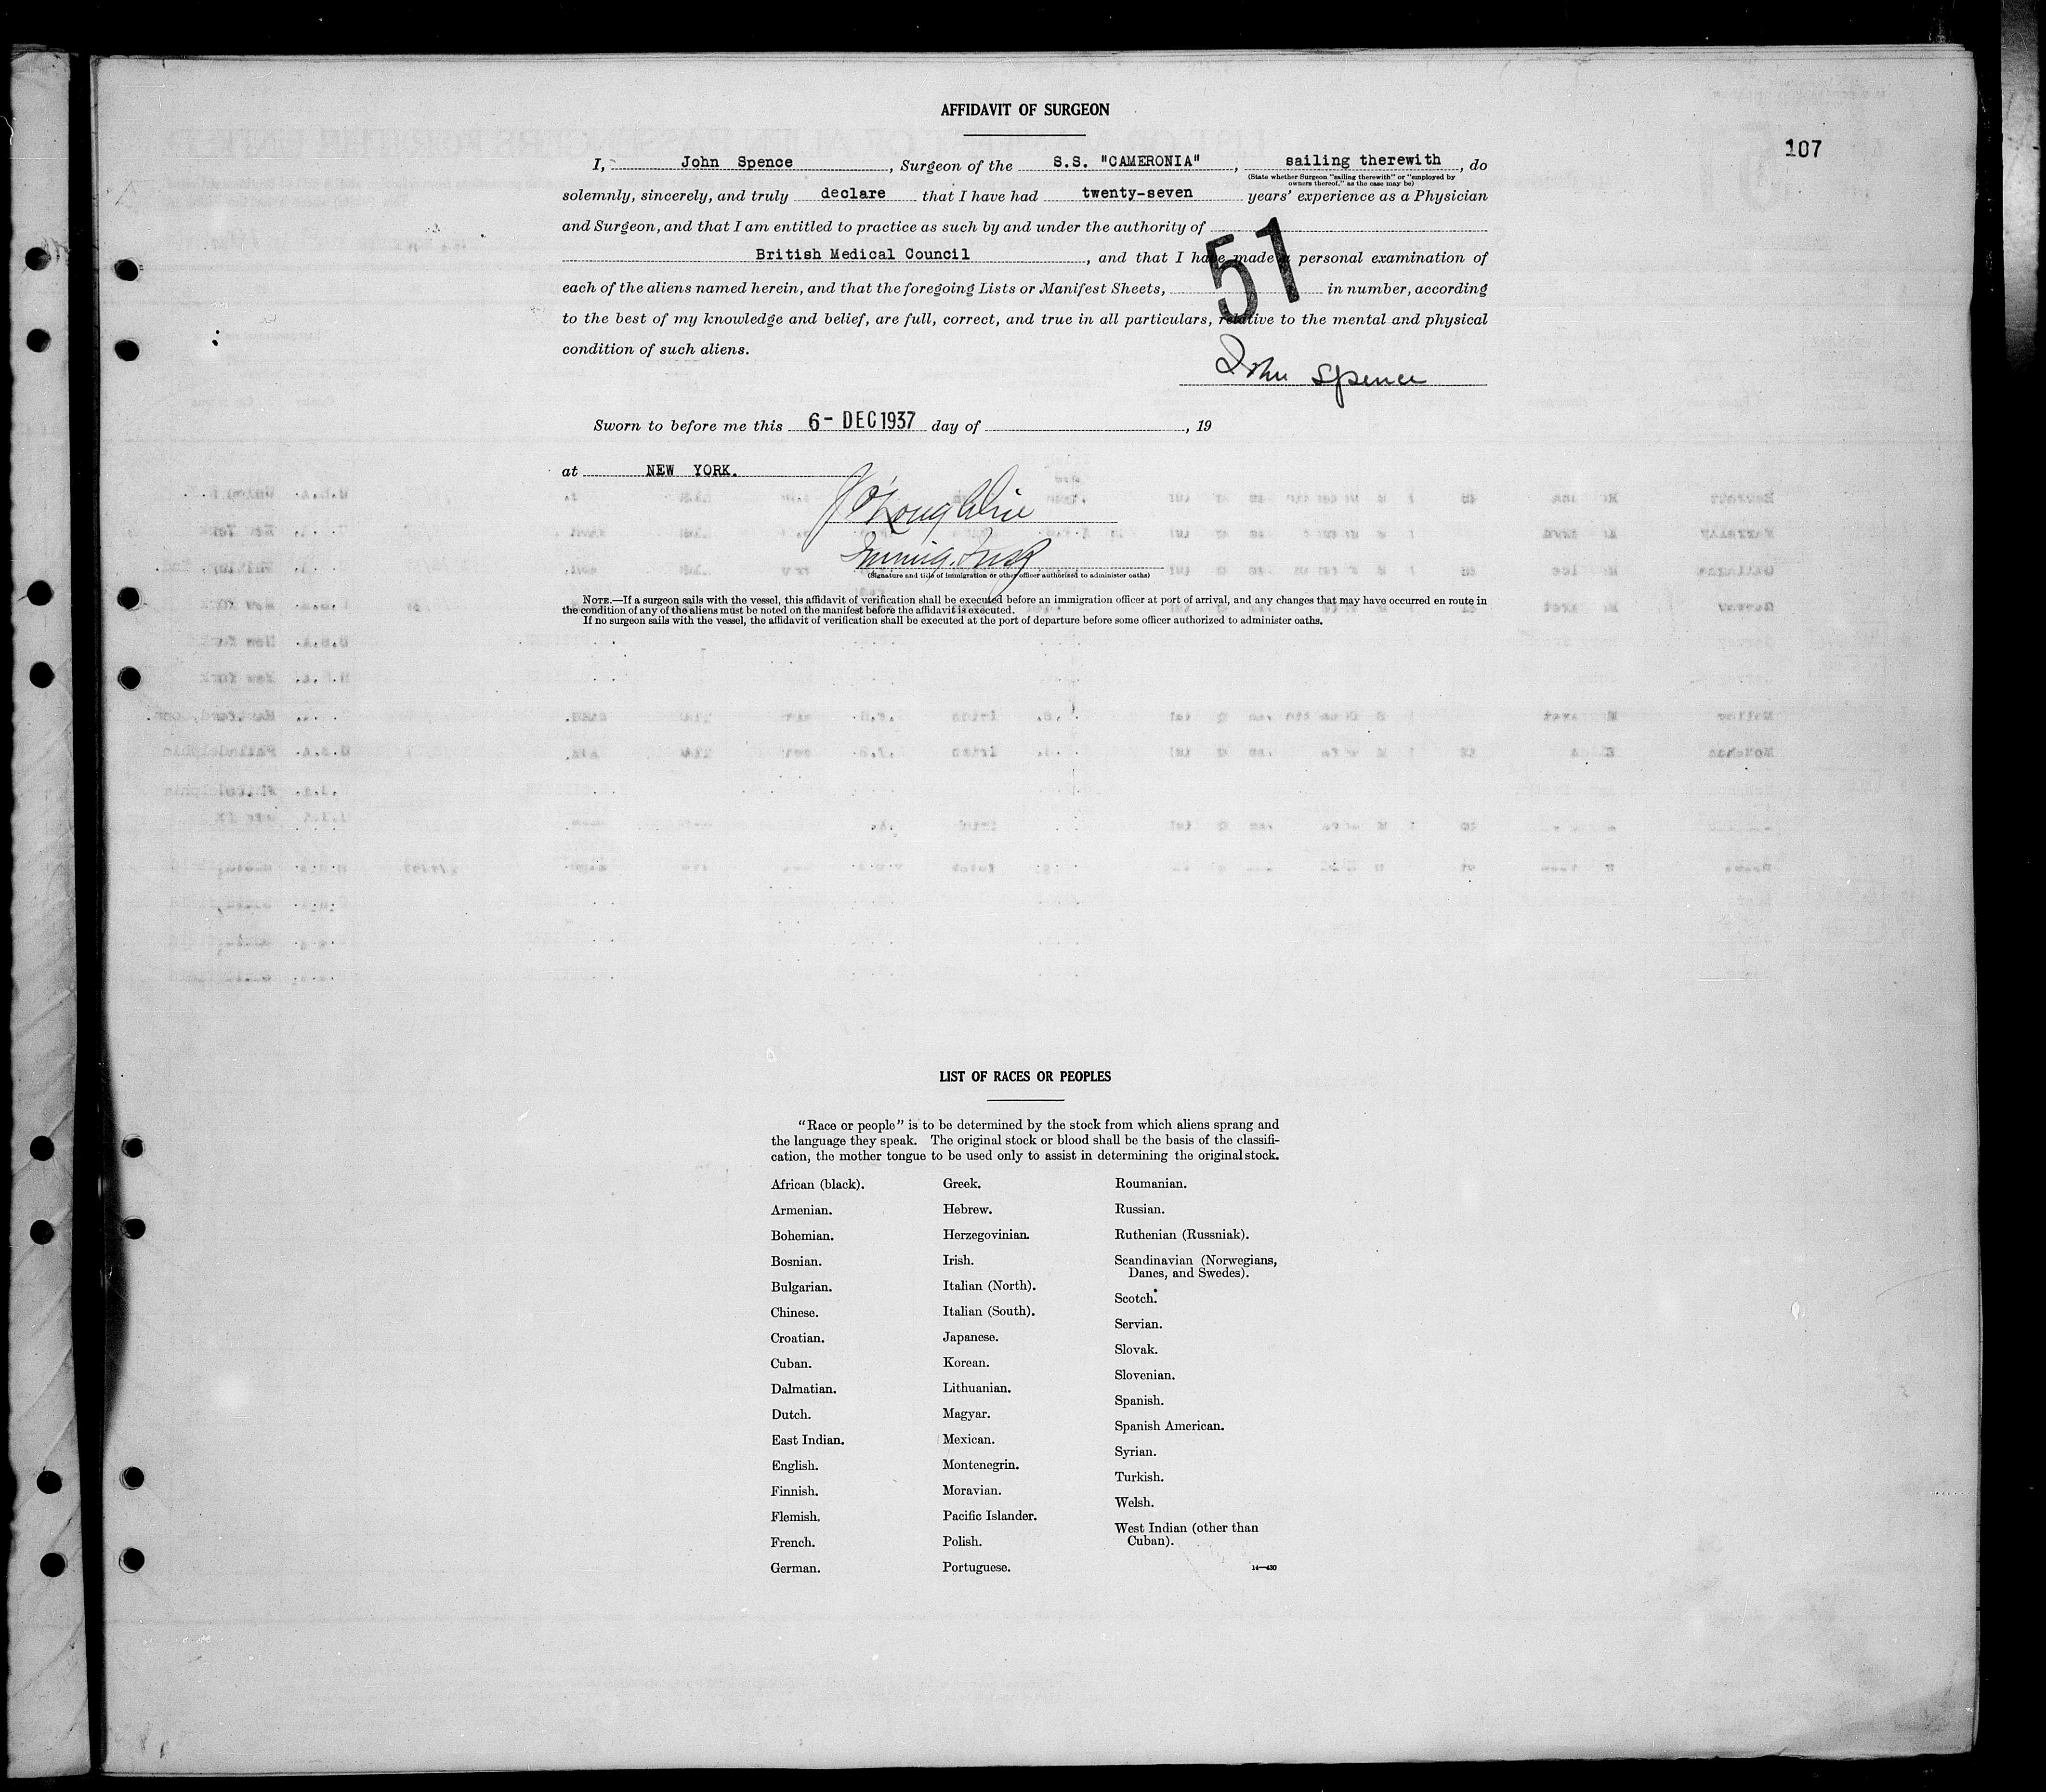 AFFIDAVIT OF SURGEON
107
I, John Spence, Surgeon of the S.S. "CAMERONIA", sailing therewith, do
(State whether Surgeon "sailing therewith" or "employed by
owners thereof," as the case may be)
solemnly, sincerely, and truly declare that I have had twenty-seven years' experience as a Physician
and Surgeon, and that I am entitled to practice as such by and under the authority of
British Medical Council, and that I have made a personal examination of
each of the aliens named herein, and that the foregoing Lists or Manifest Sheets, 51 in number, according
to the best of my knowledge and belief, are full, correct, and true in all particulars, relative to the mental and physical
condition of such aliens.
John Spence
Sworn to before me this 6- DEC 1937 day of , 19
at NEW YORK.
J O'Loughlin
Immig. Insp
(Signature and title of immigration or other officer authorized to administer oaths)
NOTE.—If a surgeon sails with the vessel, this affidavit of verification shall be executed before an immigration officer at port of arrival, and any changes that may have occurred en route in
the condition of any of the aliens must be noted on the manifest before the affidavit is executed.
If no surgeon sails with the vessel, the affidavit of verification shall be executed at the port of departure before some officer authorized to administer oaths.
LIST OF RACES OR PEOPLES
"Race or people" is to be determined by the stock from which aliens sprang and
the language they speak. The original stock or blood shall be the basis of the classifi-
cation, the mother tongue to be used only to assist in determining the original stock.
African (black).
Armenian.
Bohemian.
Bosnian.
Bulgarian.
Chinese.
Croatian.
Cuban.
Dalmatian.
Dutch.
East Indian.
English.
Finnish.
Flemish.
French.
German.
Greek.
Hebrew.
Herzegovinian.
Irish.
Italian (North).
Italian (South).
Japanese.
Korean.
Lithuanian.
Magyar.
Mexican.
Montenegrin.
Moravian.
Pacific Islander.
Polish.
Portuguese.
Roumanian.
Russian.
Ruthenian (Russniak).
Scandinavian (Norwegians,
Danes, and Swedes).
Scotch.
Servian.
Slovak.
Slovenian.
Spanish.
Spanish American.
Syrian.
Turkish.
Welsh.
West Indian (other than
Cuban).
14—430